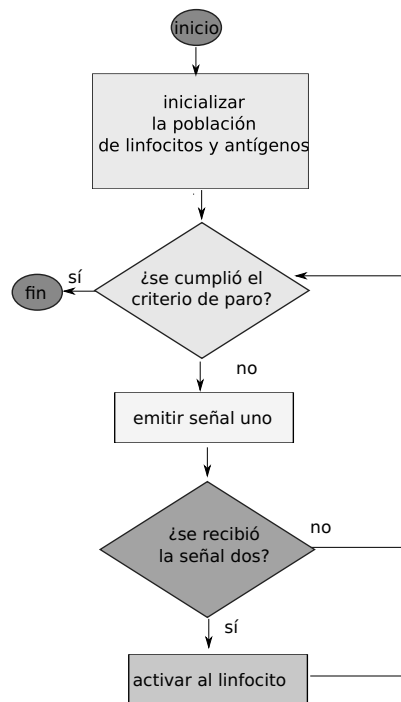 inicio
inicializar
la población
de linfocitos y antígenos
¿se cumplió el
criterio de paro?
sí
fin
no
emitir señal uno
¿se recibió
la señal dos?
no
sí
activar al linfocito